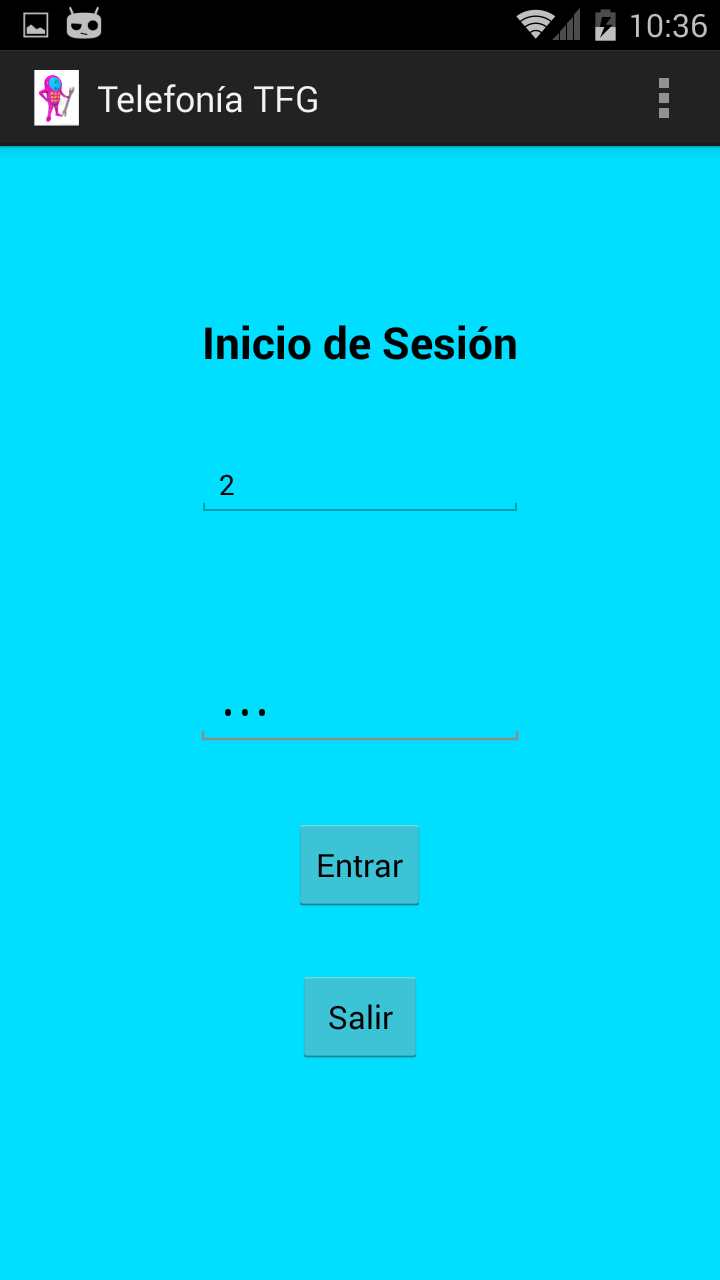 10:36
Telefonía TFG
Inicio de Sesión
2
...
Entrar
Salir